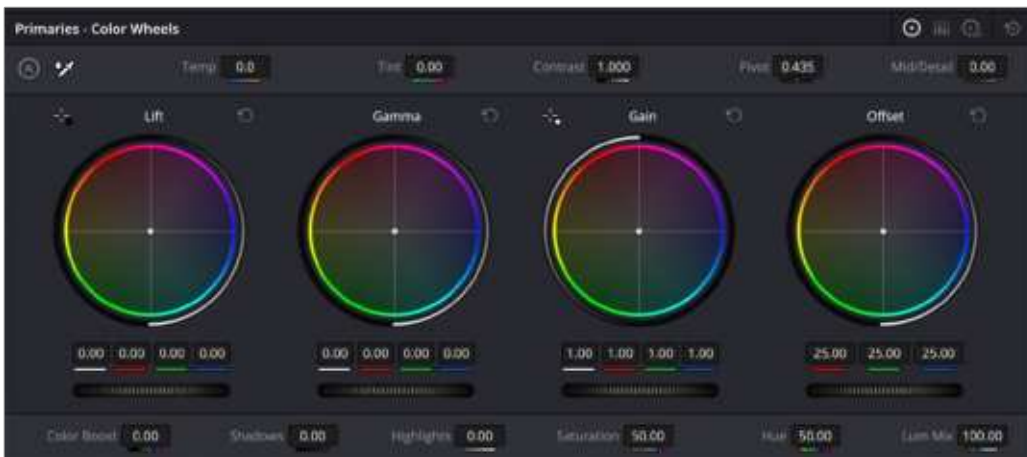 Primaries - Color Wheels
Temp 0.0 Tint 0.00 Contrast 1.000 Pivot 0.435 Mid/Detail 0.00
Lift Gamma Gain Offset
0.00 0.00 0.00 0.00 0.00 0.00 0.00 0.00 1.00 1.00 1.00 1.00 25.00 25.00 25.00
Color Boost 0.00 Shadows 0.00 Highlights 0.00 Saturation 50.00 Hue 50.00 Lum Mix 100.00